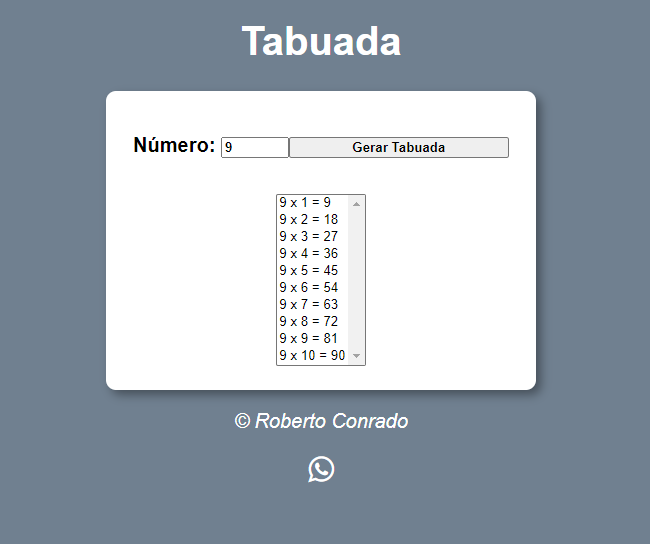 Tabuada
Número: 9 Gerar Tabuada
9 x 1 = 9
9 x 2 = 18
9 x 3 = 27
9 x 4 = 36
9 x 5 = 45
9 x 6 = 54
9 x 7 = 63
9 x 8 = 72
9 x 9 = 81
9 x 10 = 90
© Roberto Conrado